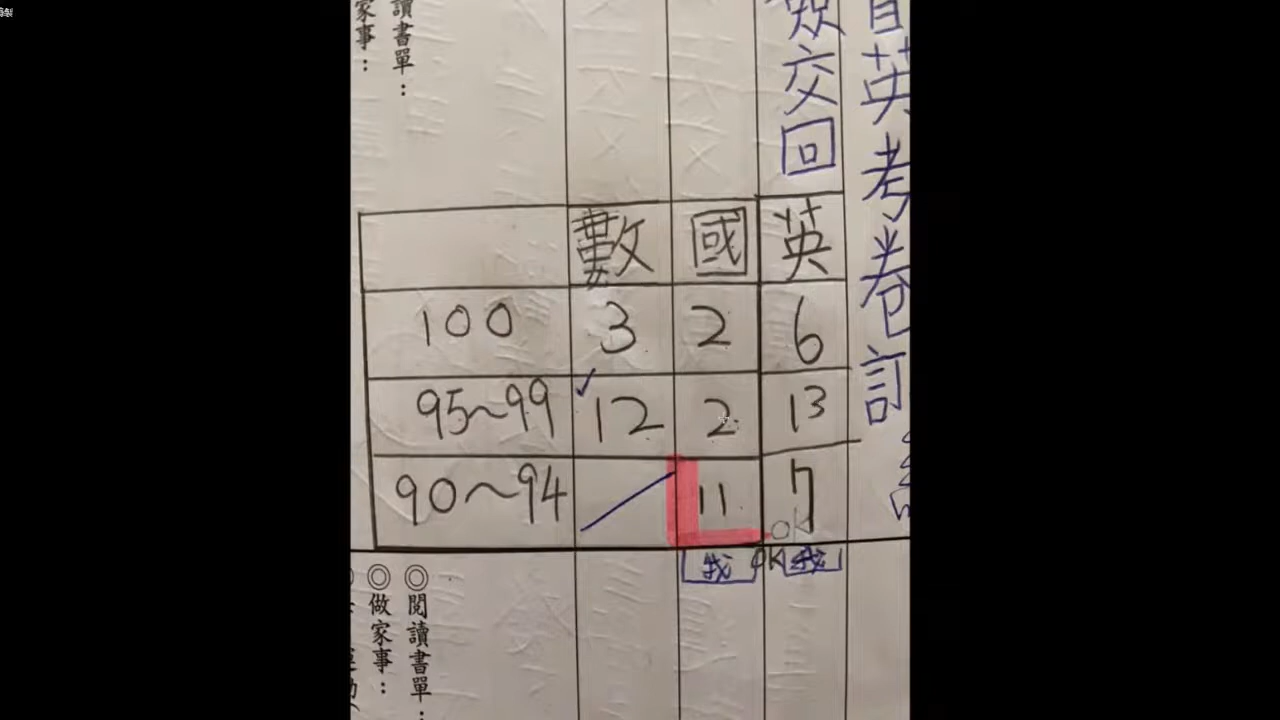 讀書單：
家事：
簽交回
英考卷訂
數 國 英
100 3 2 6
95~99 ✓12 2 13
90~94 11 7
OK
我 OK 我
◎閱讀書單：
◎做家事：